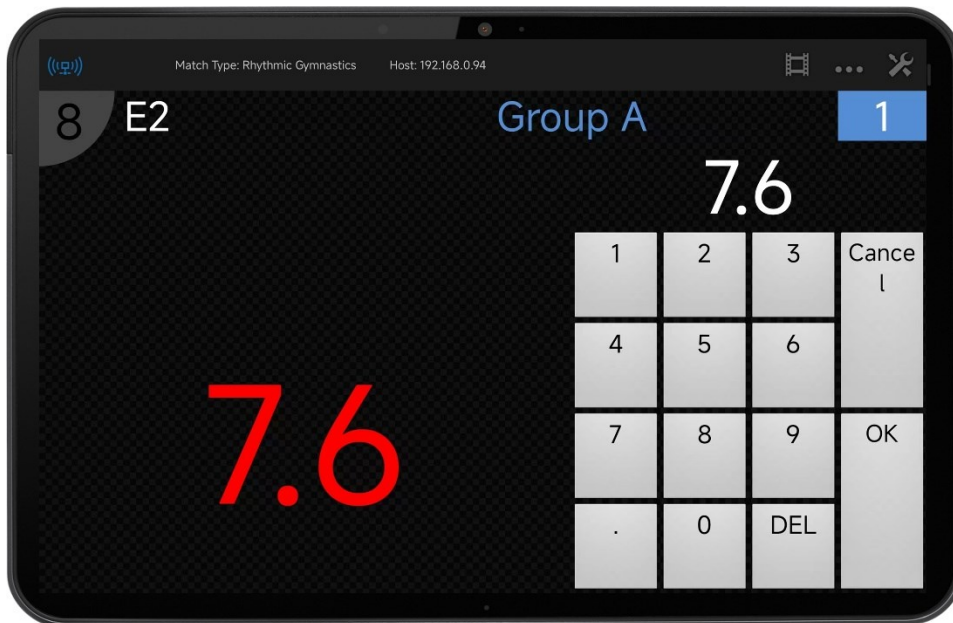 Match Type: Rhythmic Gymnastics Host: 192.168.0.94
8 E2 Group A 1
7.6
1 2 3 Cance
l
4 5 6
7.6
7 8 9 OK
. 0 DEL